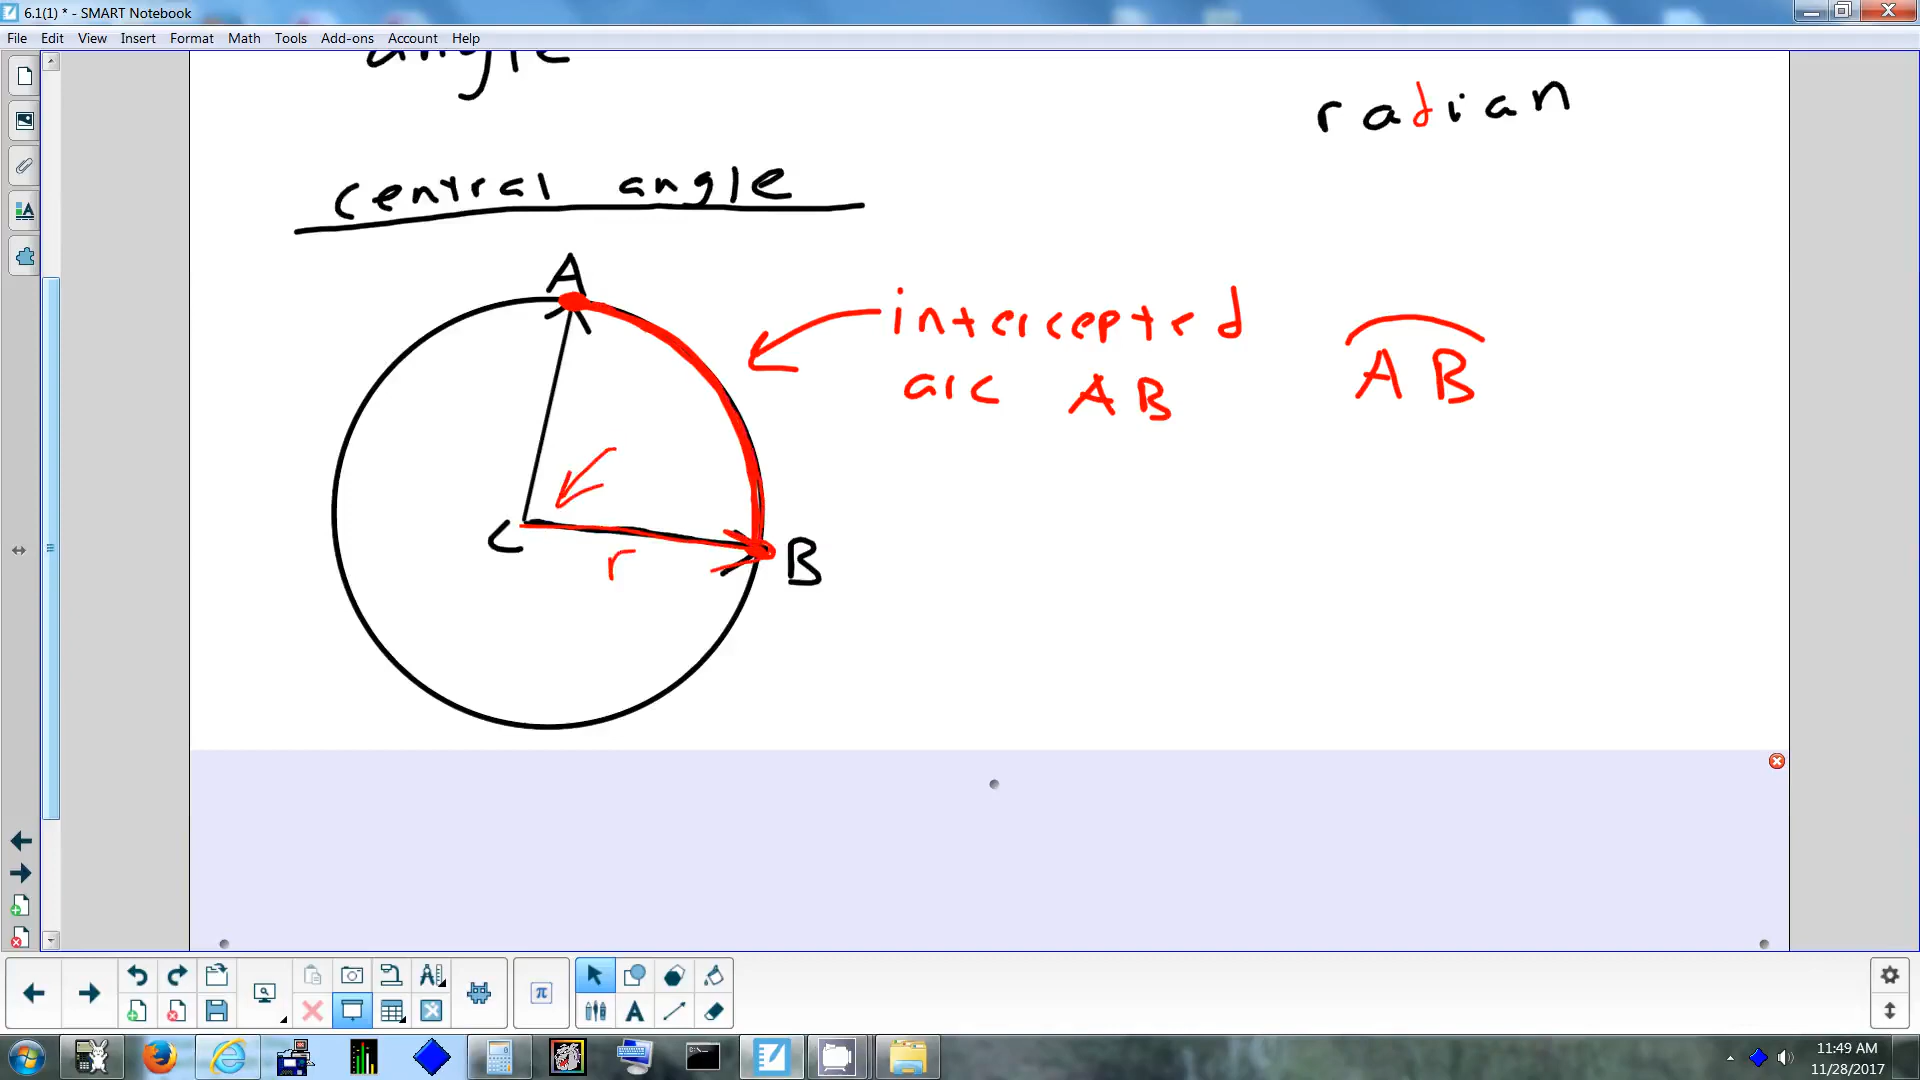 6.1(1) * - SMART Notebook
File Edit View Insert Format Math Tools Add-ons Account Help
angle
radian
central angle
A
intercepted
arc AB
AB
C
r
B
π
A
11:49 AM
11/28/2017